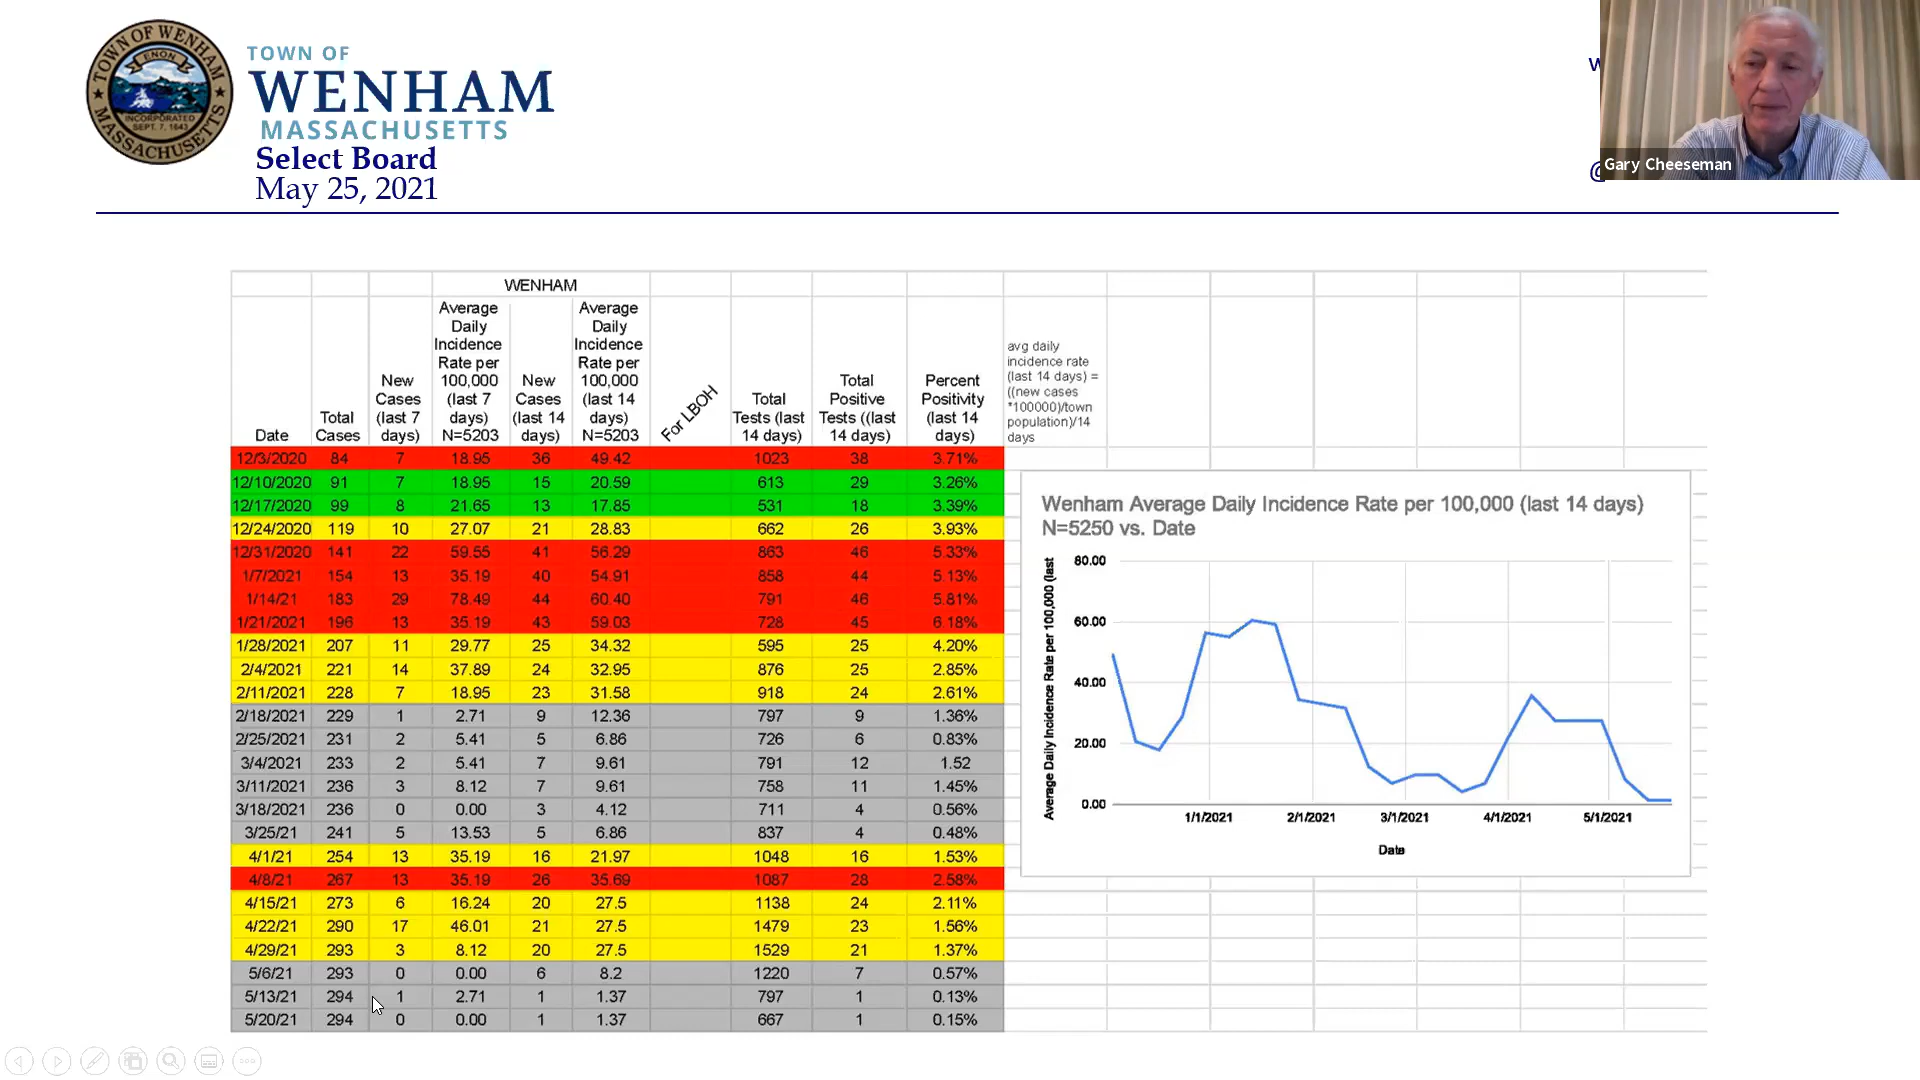 TOWN OF WENHAM
ENON
INCORPORATED
SEPT. 7, 1643
MASSACHUSETTS
TOWN OF
WENHAM
MASSACHUSETTS
Select Board
May 25, 2021
W
@
Gary Cheeseman
WENHAM
Date
Total Cases
New Cases (last 7 days)
Average Daily Incidence Rate per 100,000 (last 7 days) N=5203
New Cases (last 14 days)
Average Daily Incidence Rate per 100,000 (last 14 days) N=5203
For LBOH
Total Tests (last 14 days)
Total Positive Tests ((last 14 days)
Percent Positivity (last 14 days)
avg daily
incidence rate
(last 14 days) =
((new cases
*100000)/town
population)/14
days
12/3/2020 84 7 18.95 36 49.42 1023 38 3.71%
12/10/2020 91 7 18.95 15 20.59 613 29 3.26%
12/17/2020 99 8 21.65 13 17.85 531 18 3.39%
12/24/2020 119 10 27.07 21 28.83 662 26 3.93%
12/31/2020 141 22 59.55 41 56.29 863 46 5.33%
1/7/2021 154 13 35.19 40 54.91 858 44 5.13%
1/14/21 183 29 78.49 44 60.40 791 46 5.81%
1/21/2021 196 13 35.19 43 59.03 728 45 6.18%
1/28/2021 207 11 29.77 25 34.32 595 25 4.20%
2/4/2021 221 14 37.89 24 32.95 876 25 2.85%
2/11/2021 228 7 18.95 23 31.58 918 24 2.61%
2/18/2021 229 1 2.71 9 12.36 797 9 1.36%
2/25/2021 231 2 5.41 5 6.86 726 6 0.83%
3/4/2021 233 2 5.41 7 9.61 791 12 1.52
3/11/2021 236 3 8.12 7 9.61 758 11 1.45%
3/18/2021 236 0 0.00 3 4.12 711 4 0.56%
3/25/21 241 5 13.53 5 6.86 837 4 0.48%
4/1/21 254 13 35.19 16 21.97 1048 16 1.53%
4/8/21 267 13 35.19 26 35.69 1087 28 2.58%
4/15/21 273 6 16.24 20 27.5 1138 24 2.11%
4/22/21 290 17 46.01 21 27.5 1479 23 1.56%
4/29/21 293 3 8.12 20 27.5 1529 21 1.37%
5/6/21 293 0 0.00 6 8.2 1220 7 0.57%
5/13/21 294 1 2.71 1 1.37 797 1 0.13%
5/20/21 294 0 0.00 1 1.37 667 1 0.15%
Wenham Average Daily Incidence Rate per 100,000 (last 14 days)
N=5250 vs. Date
Average Daily Incidence Rate per 100,000 (last
80.00
60.00
40.00
20.00
0.00
1/1/2021 2/1/2021 3/1/2021 4/1/2021 5/1/2021
Date